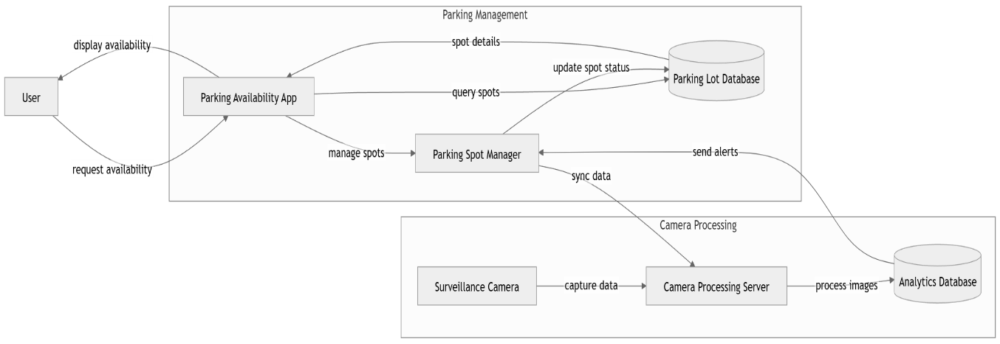 Parking Management
display availability
spot details
update spot status
Parking Lot Database
User
Parking Availability App
query spots
manage spots
Parking Spot Manager
send alerts
request availability
sync data
Camera Processing
Surveillance Camera
capture data
Camera Processing Server
process images
Analytics Database